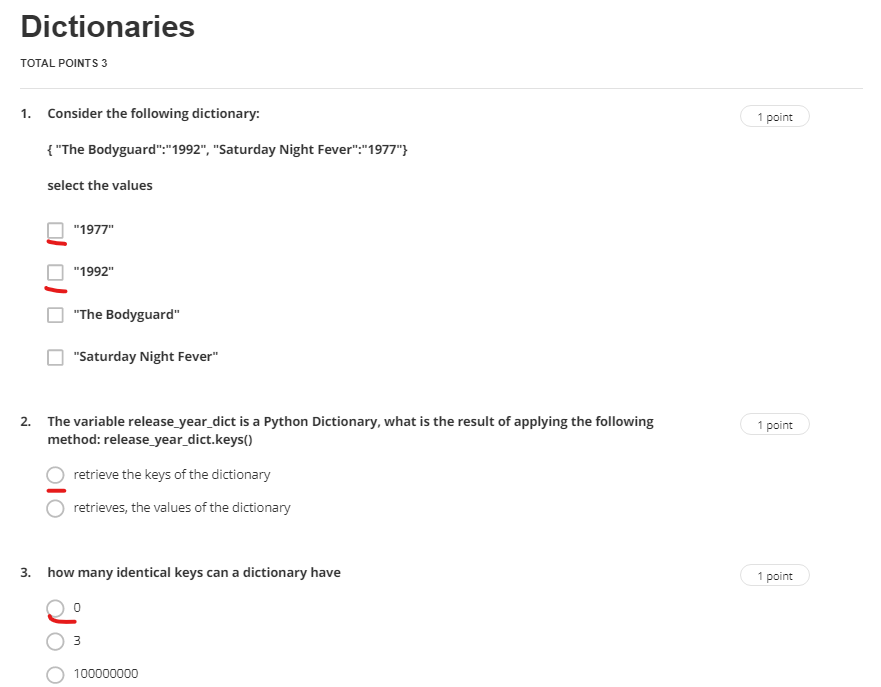 Dictionaries
TOTAL POINTS 3
1. Consider the following dictionary:
1 point
{ "The Bodyguard":"1992", "Saturday Night Fever":"1977"}
select the values
"1977"
"1992"
"The Bodyguard"
"Saturday Night Fever"
2. The variable release_year_dict is a Python Dictionary, what is the result of applying the following
1 point
method: release_year_dict.keys()
retrieve the keys of the dictionary
retrieves, the values of the dictionary
3. how many identical keys can a dictionary have
1 point
0
3
100000000